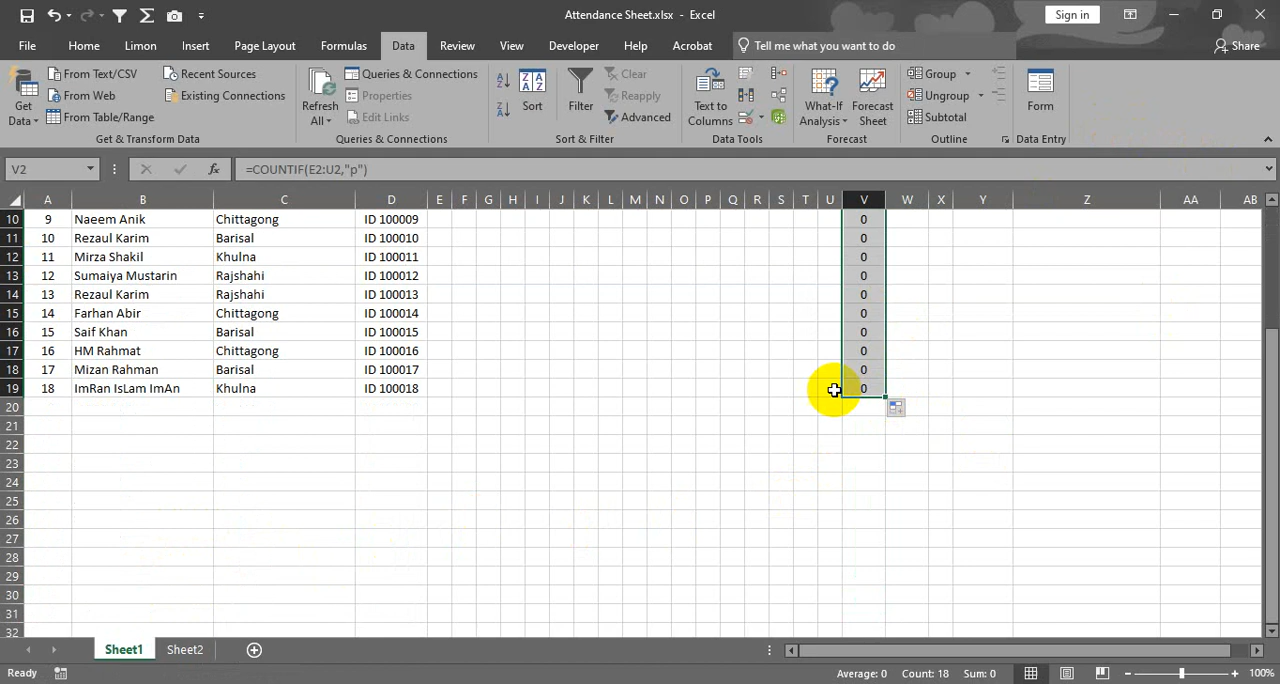 Attendance Sheet.xlsx - Excel
Sign in
File Home Limon Insert Page Layout Formulas Data Review View Developer Help Acrobat Tell me what you want to do Share
Get Data
From Text/CSV
From Web
From Table/Range
Recent Sources
Existing Connections
Get & Transform Data
Refresh All
Queries & Connections
Properties
Edit Links
Queries & Connections
Sort
Filter
Clear
Reapply
Advanced
Sort & Filter
Text to Columns
Data Tools
What-If Analysis
Forecast Sheet
Forecast
Group
Ungroup
Subtotal
Outline
Form
Data Entry
V2 fx =COUNTIF(E2:U2,"p")
A B C D E F G H I J K L M N O P Q R S T U V W X Y Z AA AB
10 9 Naeem Anik Chittagong ID 100009 0
11 10 Rezaul Karim Barisal ID 100010 0
12 11 Mirza Shakil Khulna ID 100011 0
13 12 Sumaiya Mustarin Rajshahi ID 100012 0
14 13 Rezaul Karim Rajshahi ID 100013 0
15 14 Farhan Abir Chittagong ID 100014 0
16 15 Saif Khan Barisal ID 100015 0
17 16 HM Rahmat Chittagong ID 100016 0
18 17 Mizan Rahman Barisal ID 100017 0
19 18 ImRan IsLam ImAn Khulna ID 100018 0
20
21
22
23
24
25
26
27
28
29
30
31
32
Sheet1 Sheet2
Ready Average: 0 Count: 18 Sum: 0 100%